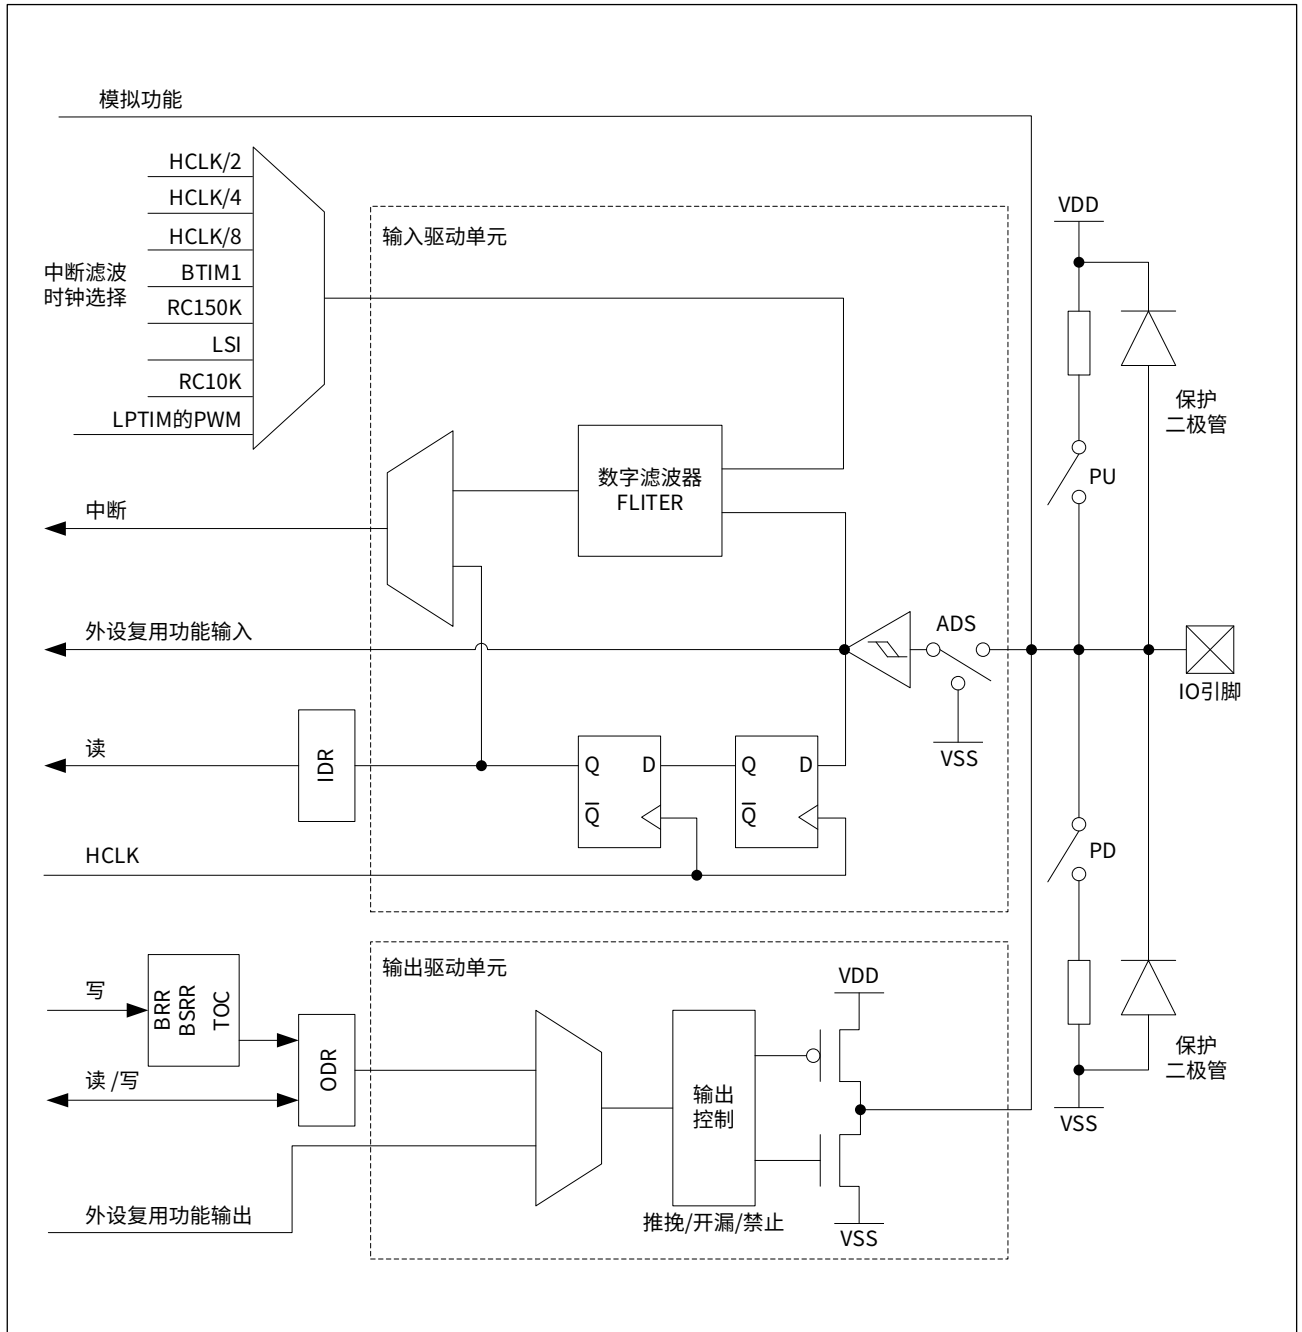 模拟功能
HCLK/2
HCLK/4
HCLK/8
BTIM1
RC150K
LSI
RC10K
LPTIM的PWM
中断滤波
时钟选择
输入驱动单元
VDD
保护
二极管
PU
数字滤波器
FLITER
中断
外设复用功能输入
ADS
VSS
IO引脚
读
IDR
Q D
Q
Q D
Q
HCLK
PD
保护
二极管
VSS
输出驱动单元
写
BRR
BSRR
TOC
读 /写
ODR
外设复用功能输出
输出
控制
推挽/开漏/禁止
VDD
VSS